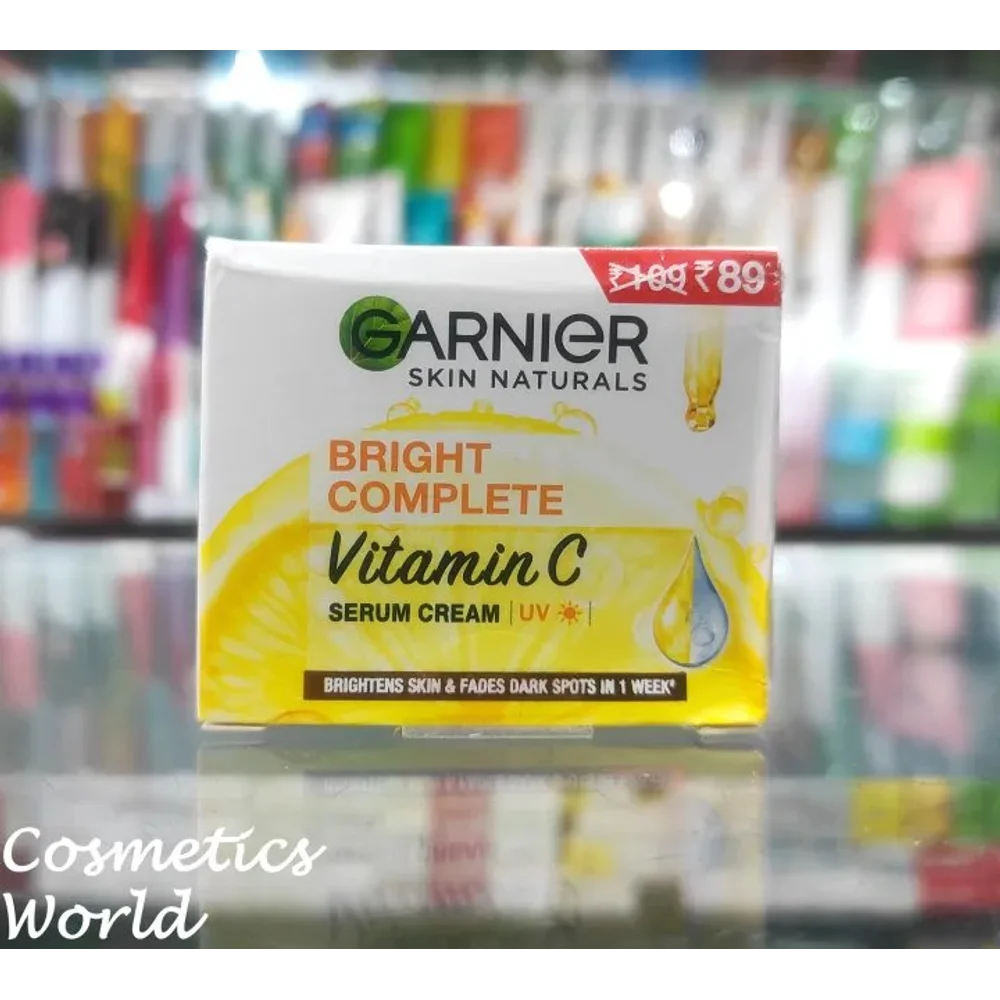 ₹109 ₹89
GARNIER
SKIN NATURALS
BRIGHT
COMPLETE
Vitamin C
SERUM CREAM | UV |
BRIGHTENS SKIN & FADES DARK SPOTS IN 1 WEEK*
Cosmetics
World